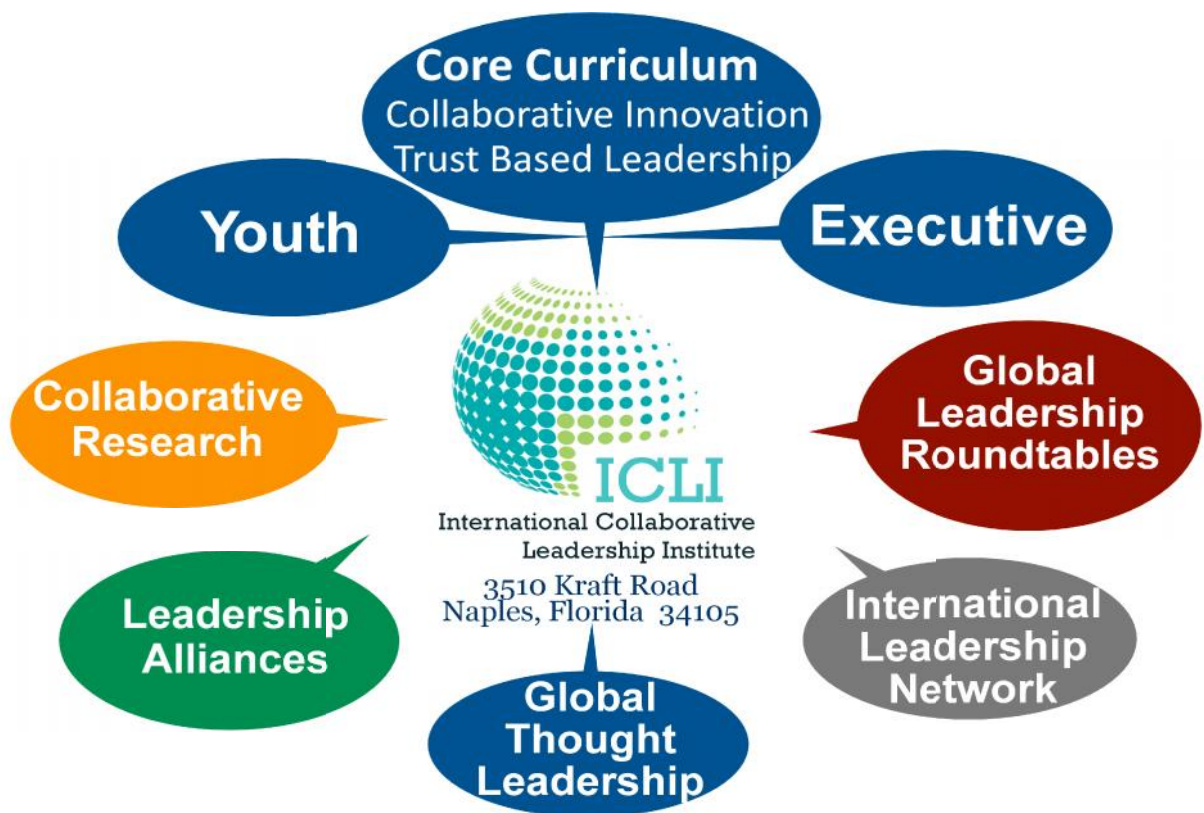 Core Curriculum
Collaborative Innovation
Trust Based Leadership
Youth
Executive
Collaborative
Research
Global
Leadership
Roundtables
ICLI
International Collaborative
Leadership Institute
3510 Kraft Road
Naples, Florida 34105
Leadership
Alliances
International
Leadership
Network
Global
Thought
Leadership